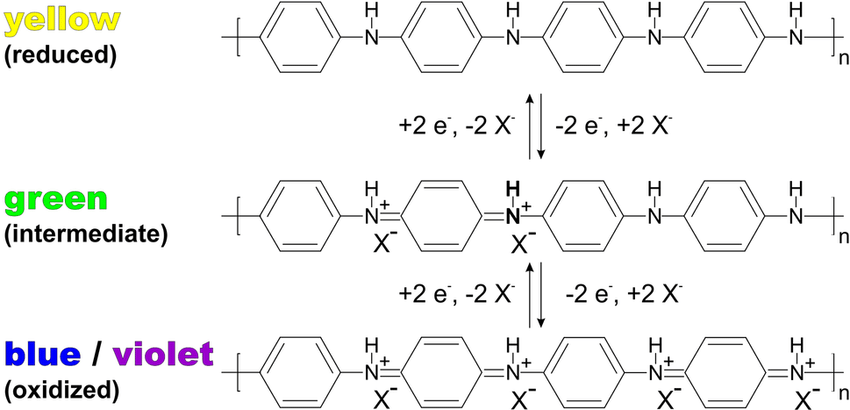 yellow
(reduced)
H H H H
N N N N
n
+2 e-, -2 X- -2 e-, +2 X-
green
(intermediate)
H H H H
N+ N+ N N
X- X-
n
+2 e-, -2 X- -2 e-, +2 X-
blue / violet
(oxidized)
H H H H
N+ N+ N+ N+
X- X- X- X-
n